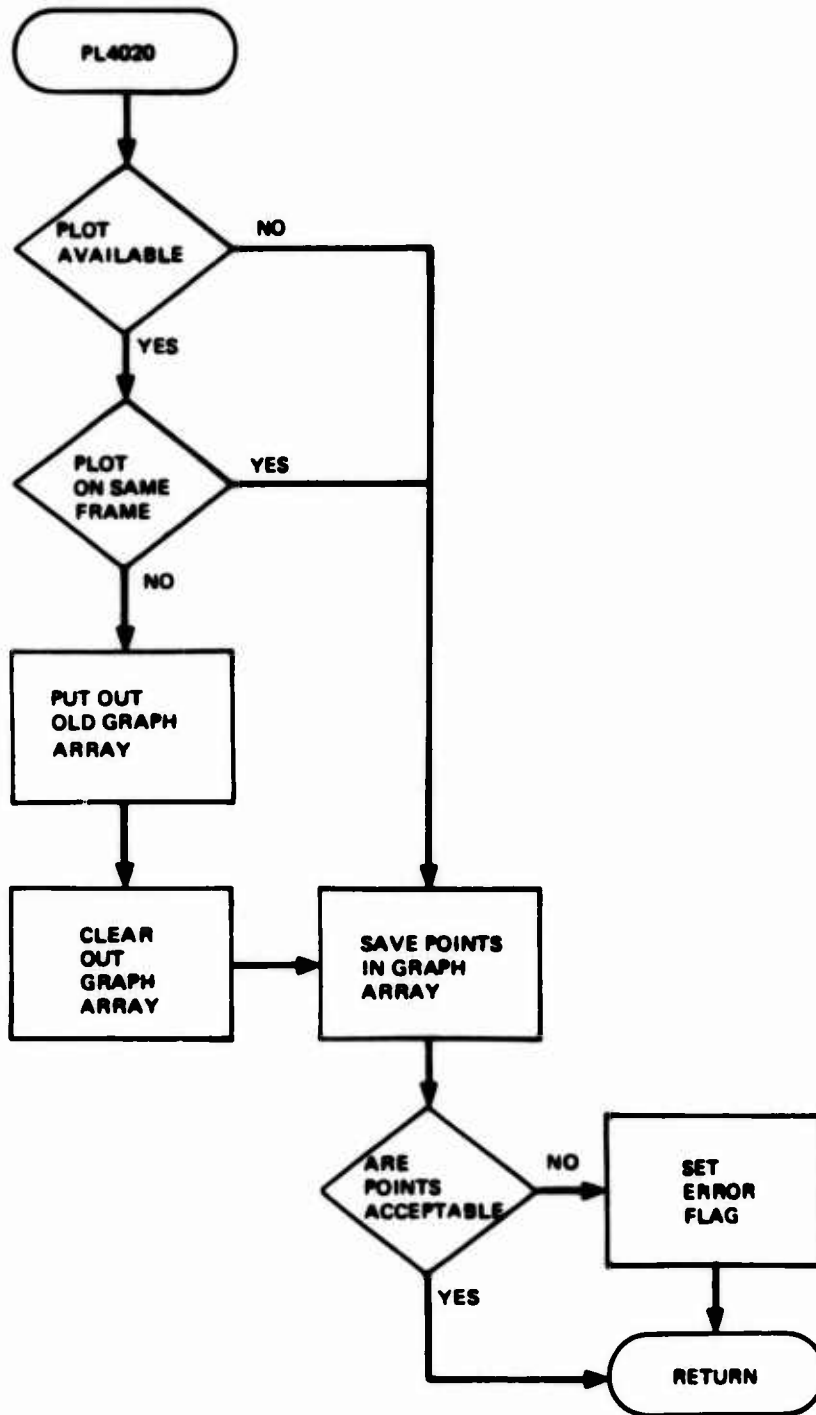 PL4020
PLOT
AVAILABLE
NO
YES
PLOT
ON SAME
FRAME
YES
NO
PUT OUT
OLD GRAPH
ARRAY
CLEAR
OUT
GRAPH
ARRAY
SAVE POINTS
IN GRAPH
ARRAY
ARE
POINTS
ACCEPTABLE
NO
SET
ERROR
FLAG
YES
RETURN